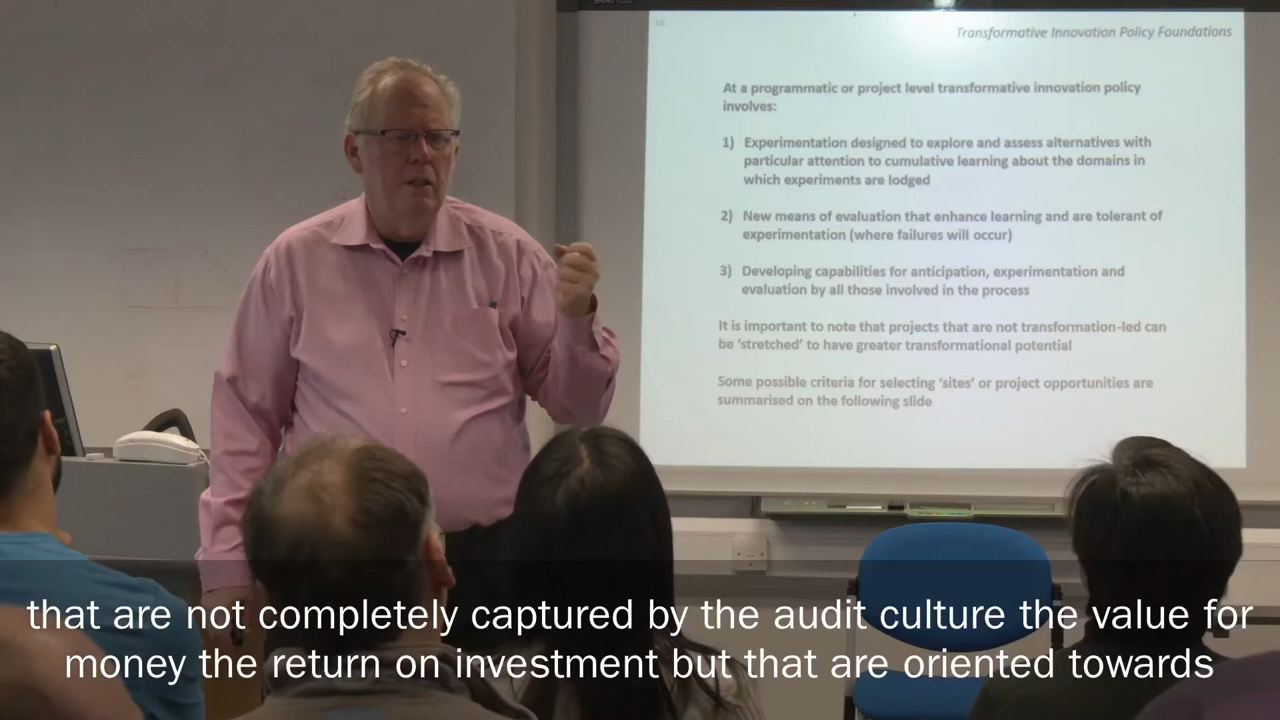 16
Transformative Innovation Policy Foundations
At a programmatic or project level transformative innovation policy
involves:
1) Experimentation designed to explore and assess alternatives with
particular attention to cumulative learning about the domains in
which experiments are lodged
2) New means of evaluation that enhance learning and are tolerant of
experimentation (where failures will occur)
3) Developing capabilities for anticipation, experimentation and
evaluation by all those involved in the process
It is important to note that projects that are not transformation-led can
be ‘stretched’ to have greater transformational potential
Some possible criteria for selecting ‘sites’ or project opportunities are
summarised on the following slide
that are not completely captured by the audit culture the value for
money the return on investment but that are oriented towards